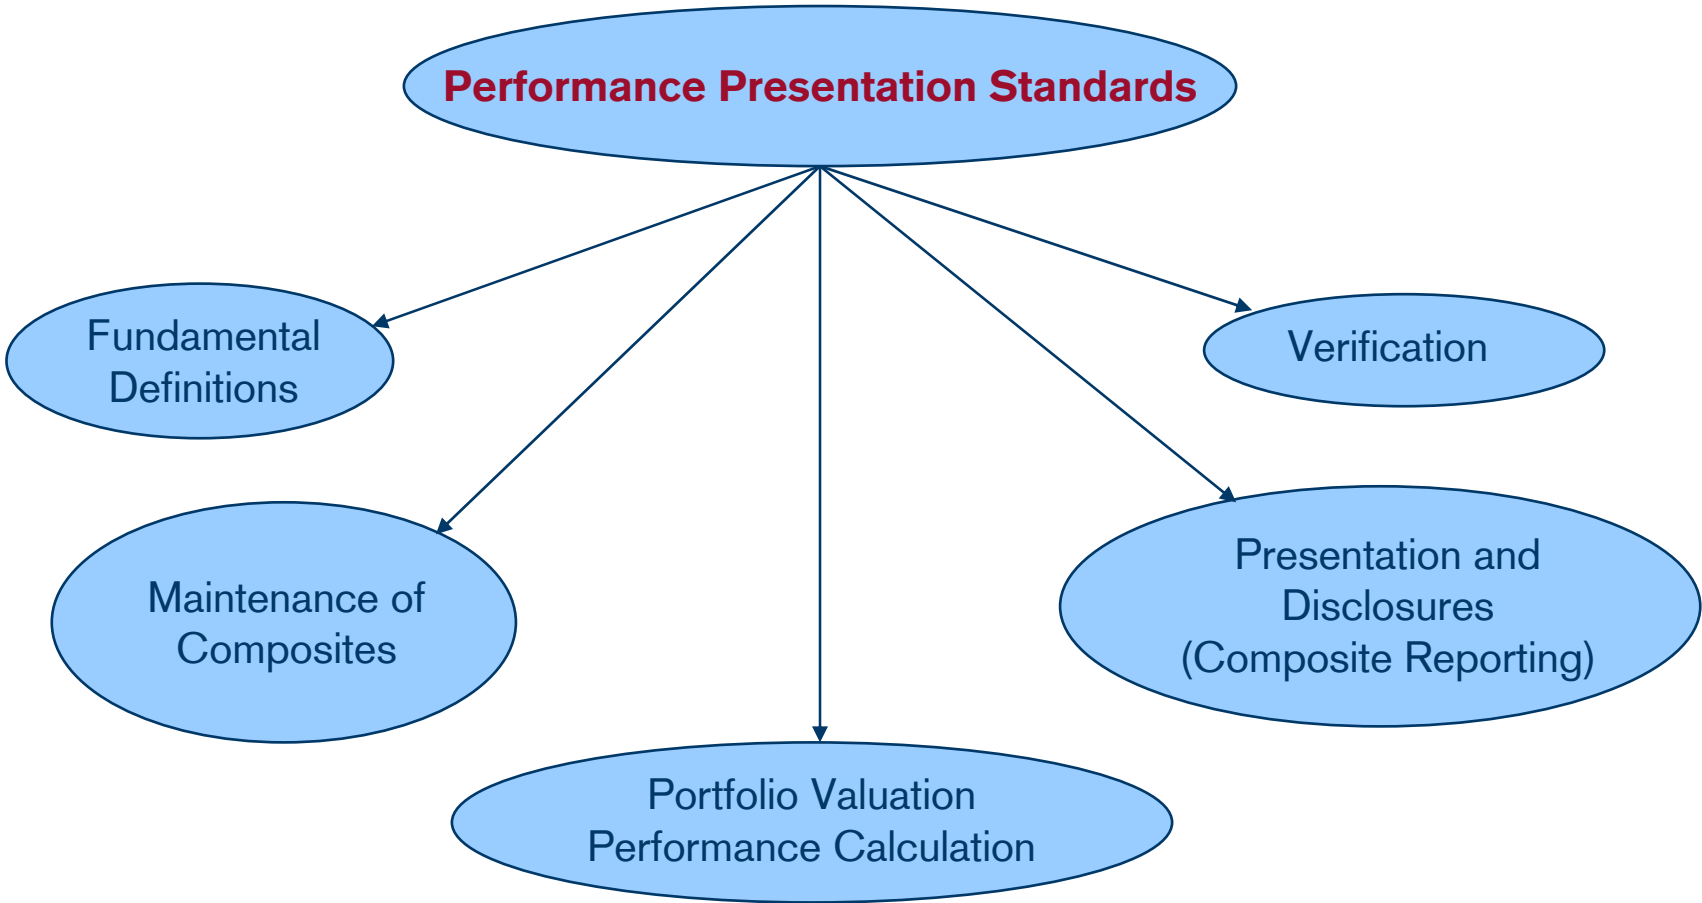 Performance Presentation Standards
Fundamental
Definitions
Verification
Maintenance of
Composites
Presentation and
Disclosures
(Composite Reporting)
Portfolio Valuation
Performance Calculation